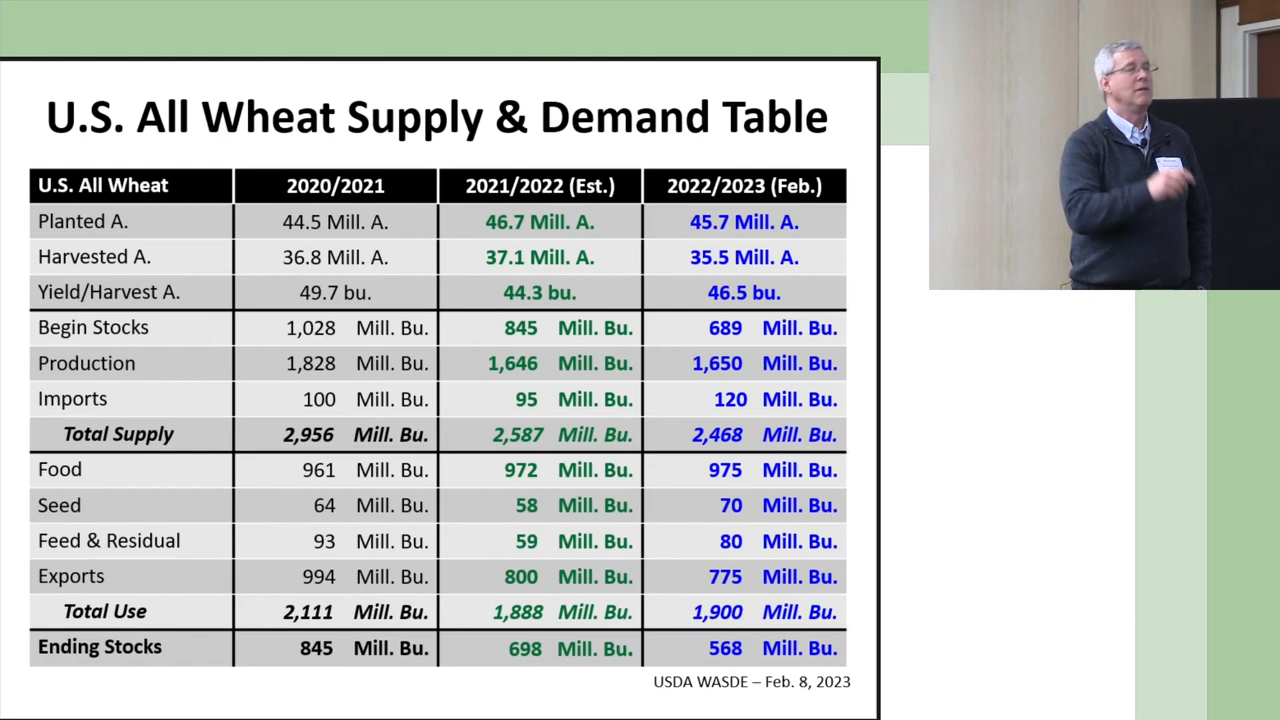 U.S. All Wheat Supply & Demand Table
U.S. All Wheat 2020/2021 2021/2022 (Est.) 2022/2023 (Feb.)
Planted A. 44.5 Mill. A. 46.7 Mill. A. 45.7 Mill. A.
Harvested A. 36.8 Mill. A. 37.1 Mill. A. 35.5 Mill. A.
Yield/Harvest A. 49.7 bu. 44.3 bu. 46.5 bu.
Begin Stocks 1,028 Mill. Bu. 845 Mill. Bu. 689 Mill. Bu.
Production 1,828 Mill. Bu. 1,646 Mill. Bu. 1,650 Mill. Bu.
Imports 100 Mill. Bu. 95 Mill. Bu. 120 Mill. Bu.
Total Supply 2,956 Mill. Bu. 2,587 Mill. Bu. 2,468 Mill. Bu.
Food 961 Mill. Bu. 972 Mill. Bu. 975 Mill. Bu.
Seed 64 Mill. Bu. 58 Mill. Bu. 70 Mill. Bu.
Feed & Residual 93 Mill. Bu. 59 Mill. Bu. 80 Mill. Bu.
Exports 994 Mill. Bu. 800 Mill. Bu. 775 Mill. Bu.
Total Use 2,111 Mill. Bu. 1,888 Mill. Bu. 1,900 Mill. Bu.
Ending Stocks 845 Mill. Bu. 698 Mill. Bu. 568 Mill. Bu.
USDA WASDE – Feb. 8, 2023